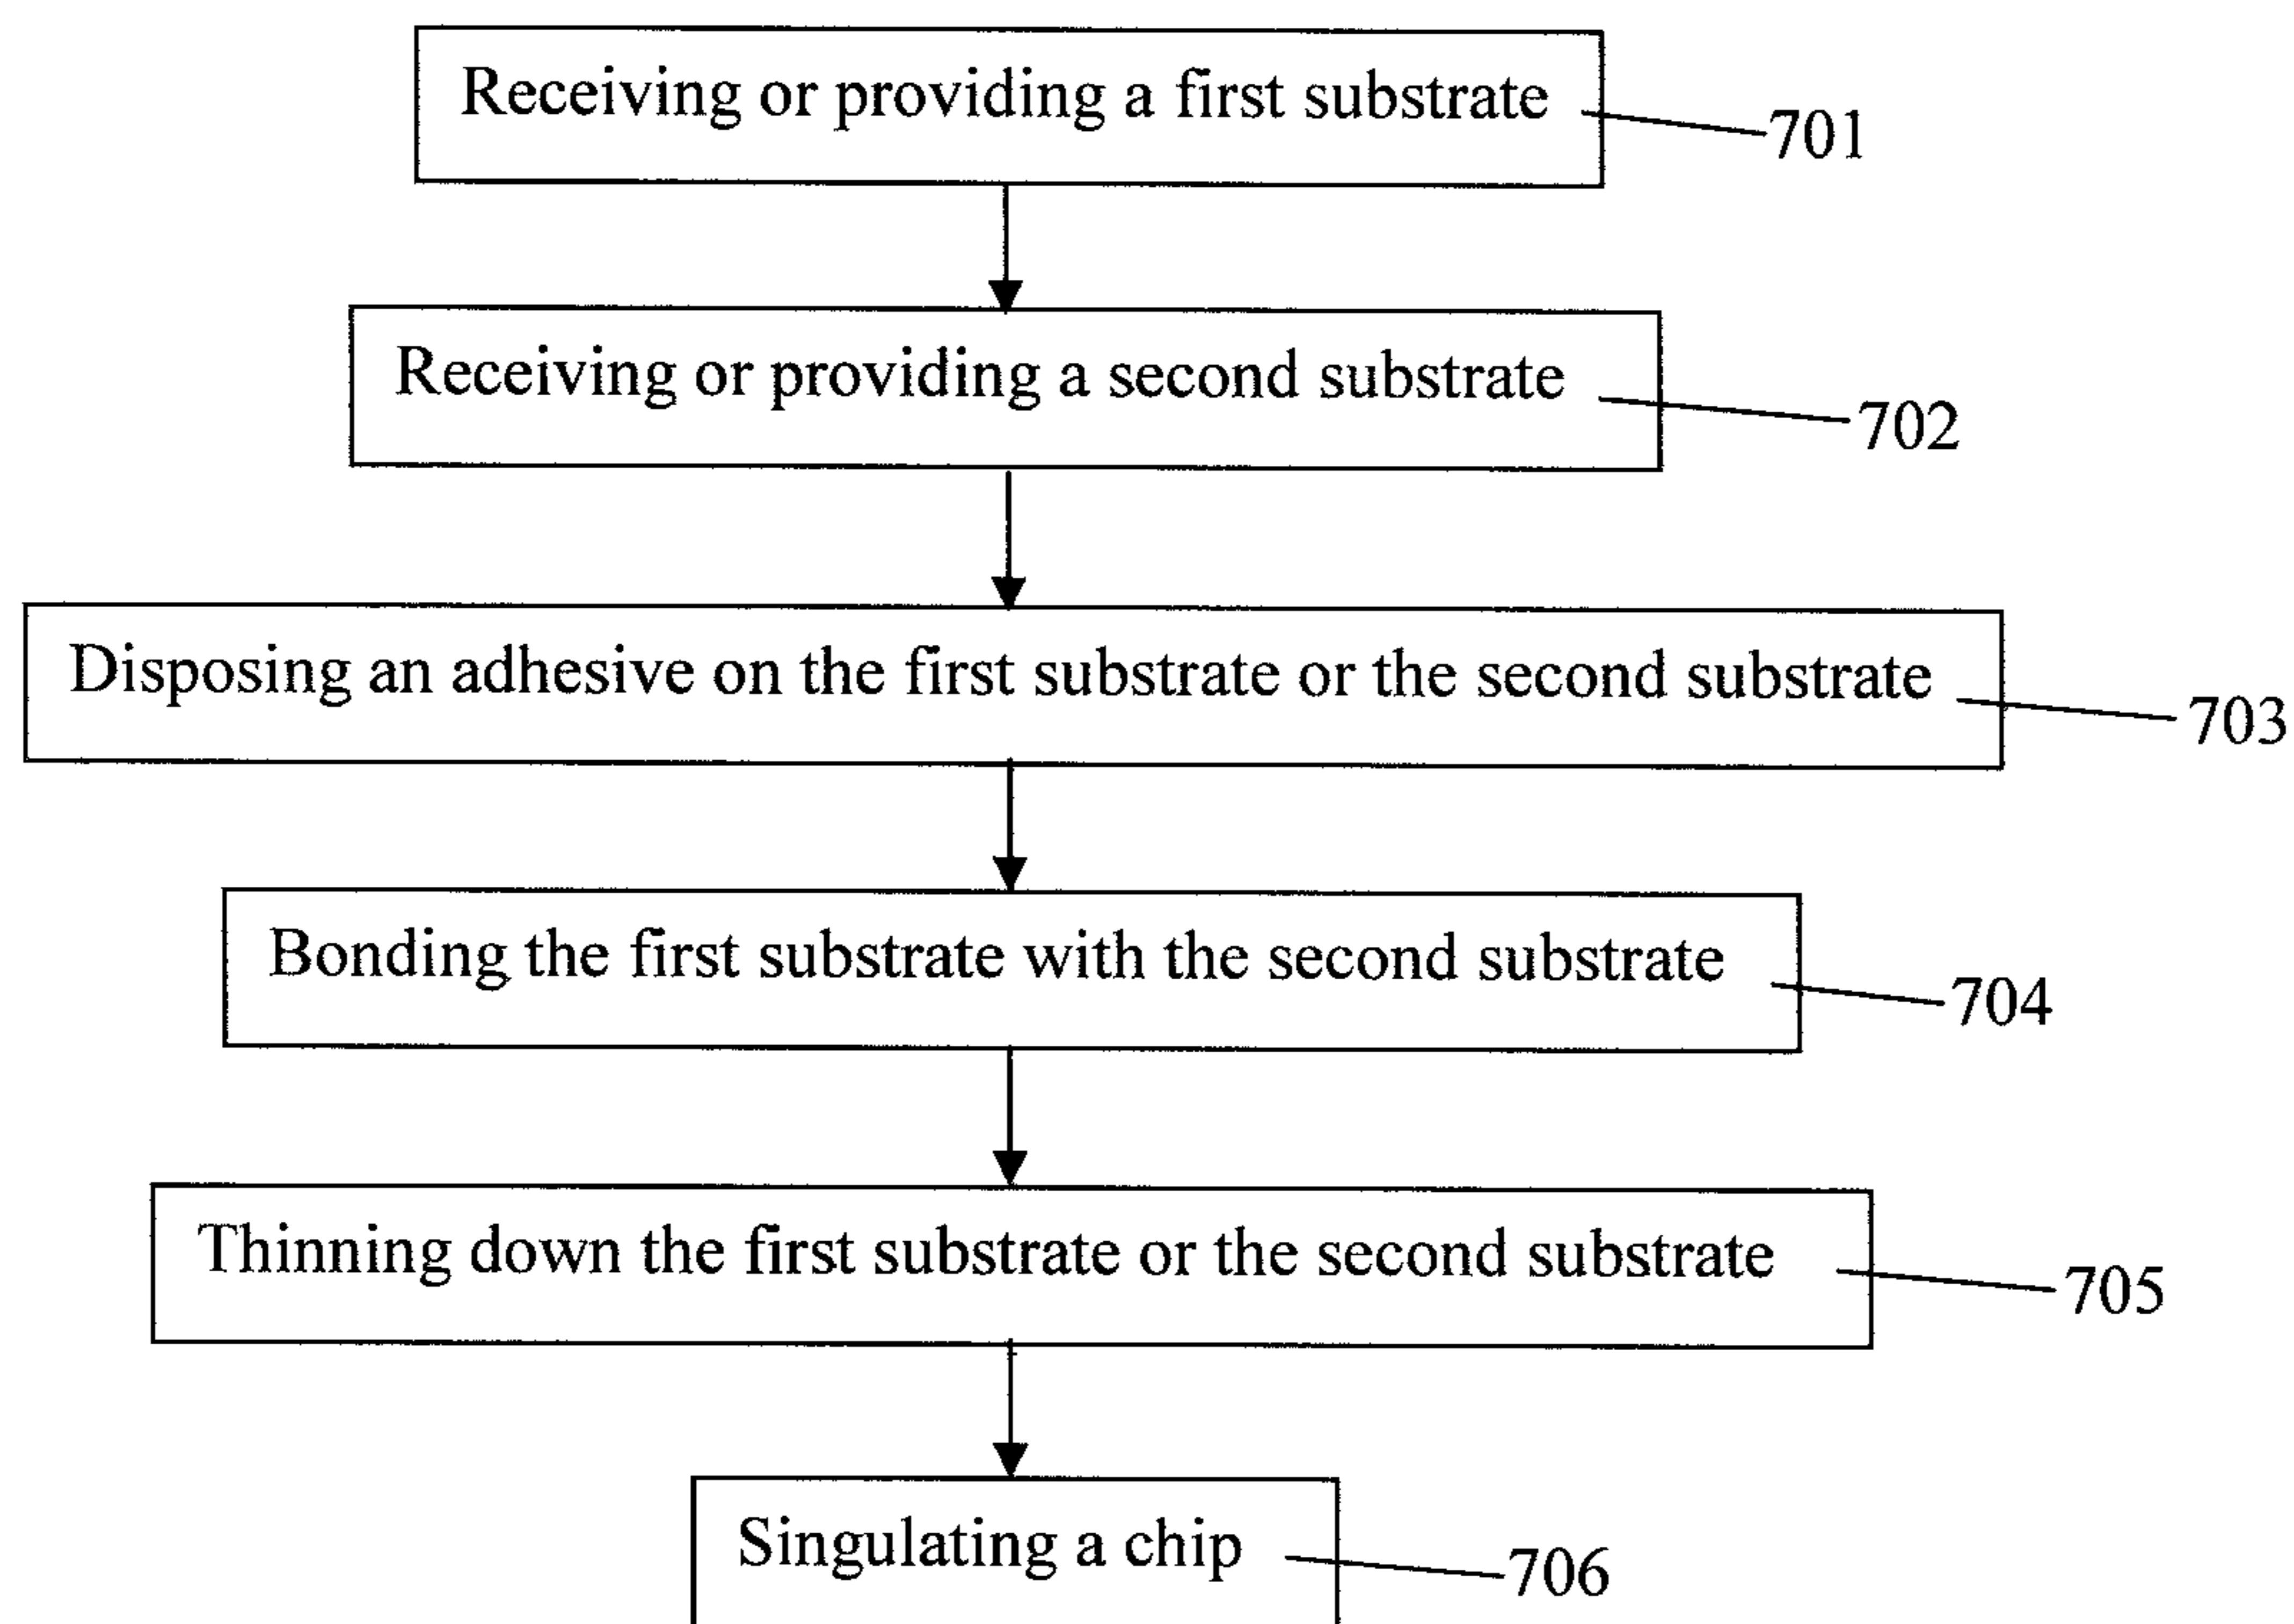 Receiving or providing a first substrate
701
Receiving or providing a second substrate
702
Disposing an adhesive on the first substrate or the second substrate
703
Bonding the first substrate with the second substrate
704
Thinning down the first substrate or the second substrate
705
Singulating a chip
706